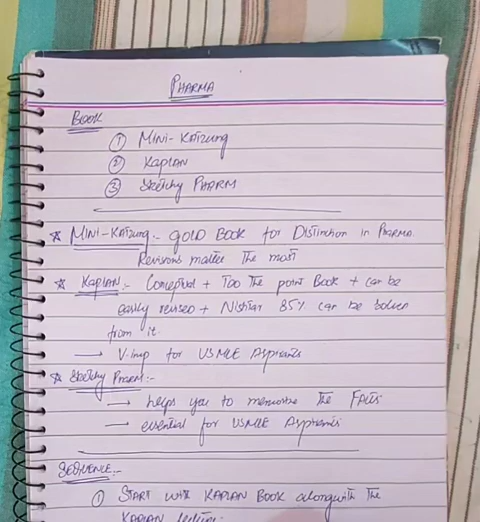 PHARMA
BOOK
① MINI-KATZUNG
② KAPLAN
③ SKETCHY PHARM
☆ MINI-KATZUNG:- GOLD BOOK for Distinction in PHARMA.
Revisions matter The most
☆ KAPLAN:- Conceptual + Too The point Book + can be
easily revised + Nishtar 85% can be Solved
from it.
→ V.imp for USMLE Aspirants
☆ Sketchy Pharm:-
→ helps you to memorise The FActs
→ essential for USMLE Aspirants
SEQUENCE:-
① START with KAPLAN BOOK alongwith The
KAPLAN lecture.